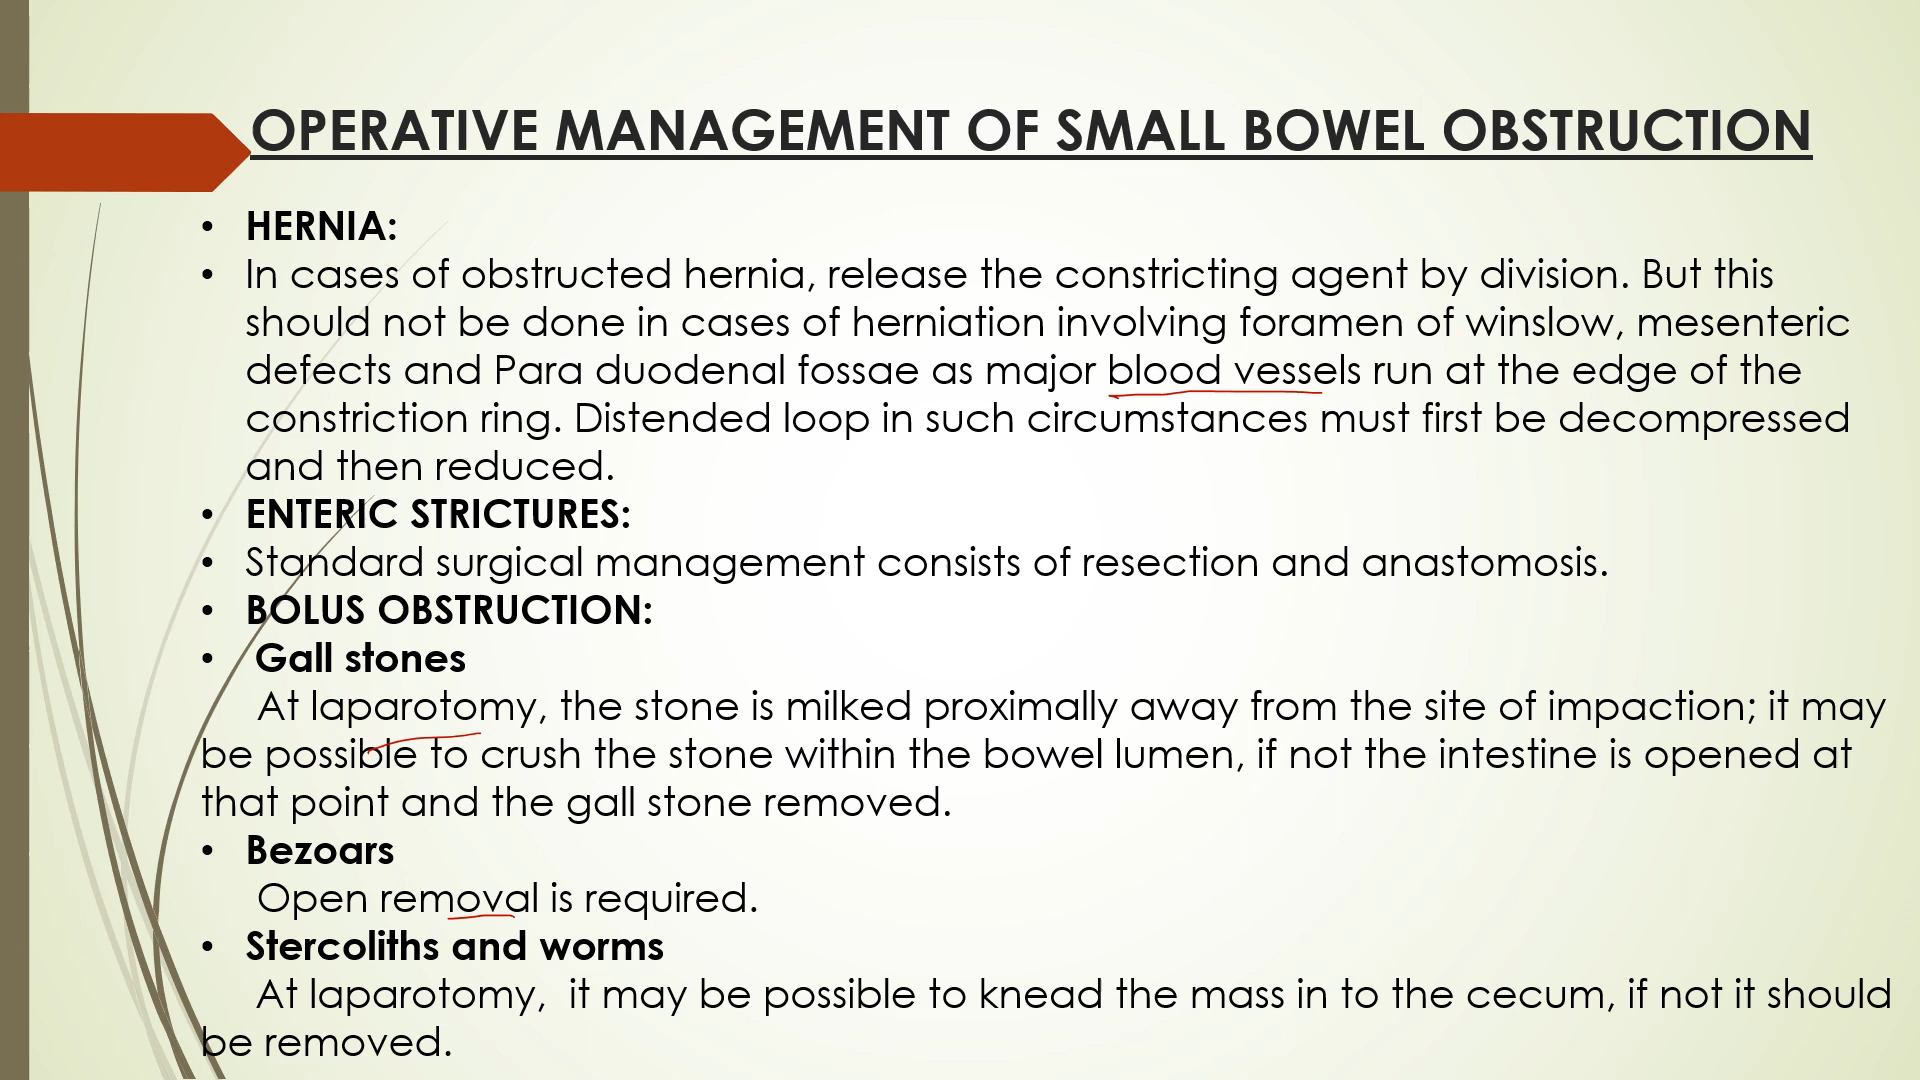 OPERATIVE MANAGEMENT OF SMALL BOWEL OBSTRUCTION
• HERNIA:
• In cases of obstructed hernia, release the constricting agent by division. But this
should not be done in cases of herniation involving foramen of winslow, mesenteric
defects and Para duodenal fossae as major blood vessels run at the edge of the
constriction ring. Distended loop in such circumstances must first be decompressed
and then reduced.
• ENTERIC STRICTURES:
• Standard surgical management consists of resection and anastomosis.
• BOLUS OBSTRUCTION:
• Gall stones
At laparotomy, the stone is milked proximally away from the site of impaction; it may
be possible to crush the stone within the bowel lumen, if not the intestine is opened at
that point and the gall stone removed.
• Bezoars
Open removal is required.
• Stercoliths and worms
At laparotomy, it may be possible to knead the mass in to the cecum, if not it should
be removed.